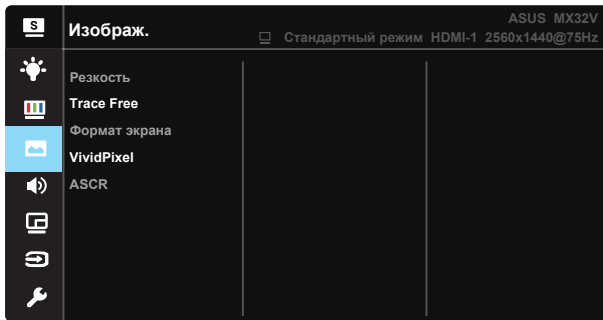 S
Изображ.
ASUS MX32V
Стандартный режим HDMI-1 2560x1440@75Hz
Резкость
Trace Free
Формат экрана
VividPixel
ASCR